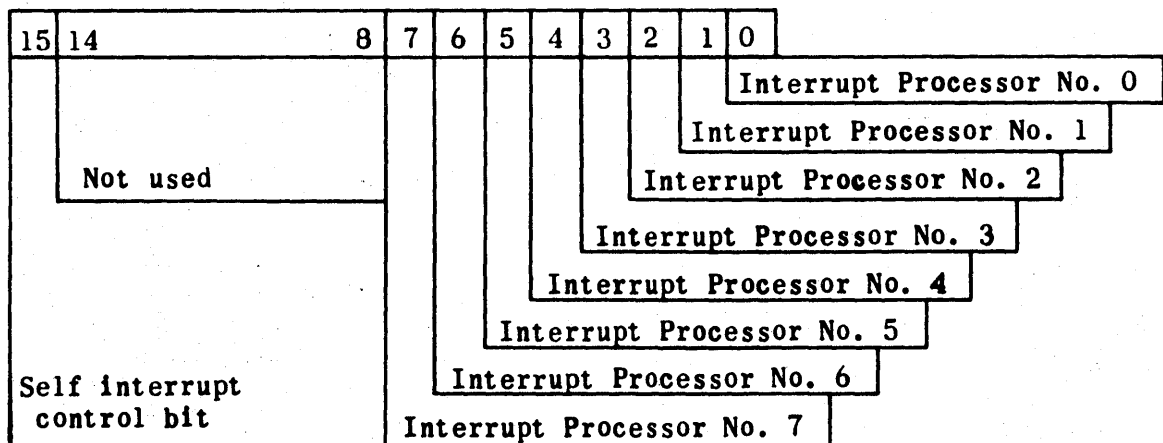 15 14 8 7 6 5 4 3 2 1 0
Interrupt Processor No. 0
Interrupt Processor No. 1
Not used
Interrupt Processor No. 2
Interrupt Processor No. 3
Interrupt Processor No. 4
Interrupt Processor No. 5
Self interrupt
control bit
Interrupt Processor No. 6
Interrupt Processor No. 7